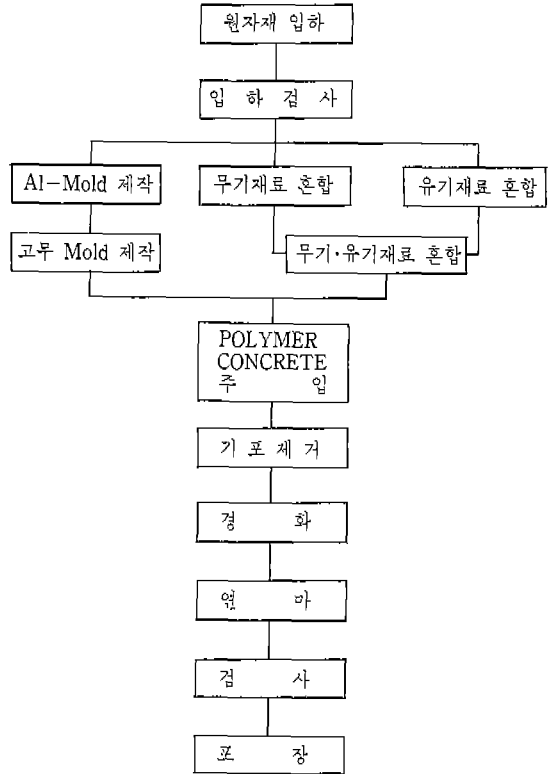 원자재 입하
입 하 검 사
Al-Mold 제작
무기재료 혼합
유기재료 혼합
고무 Mold 제작
무기·유기재료 혼합
POLYMER
CONCRETE
주 입
기 포 제 거
경 화
연 마
검 사
포 장